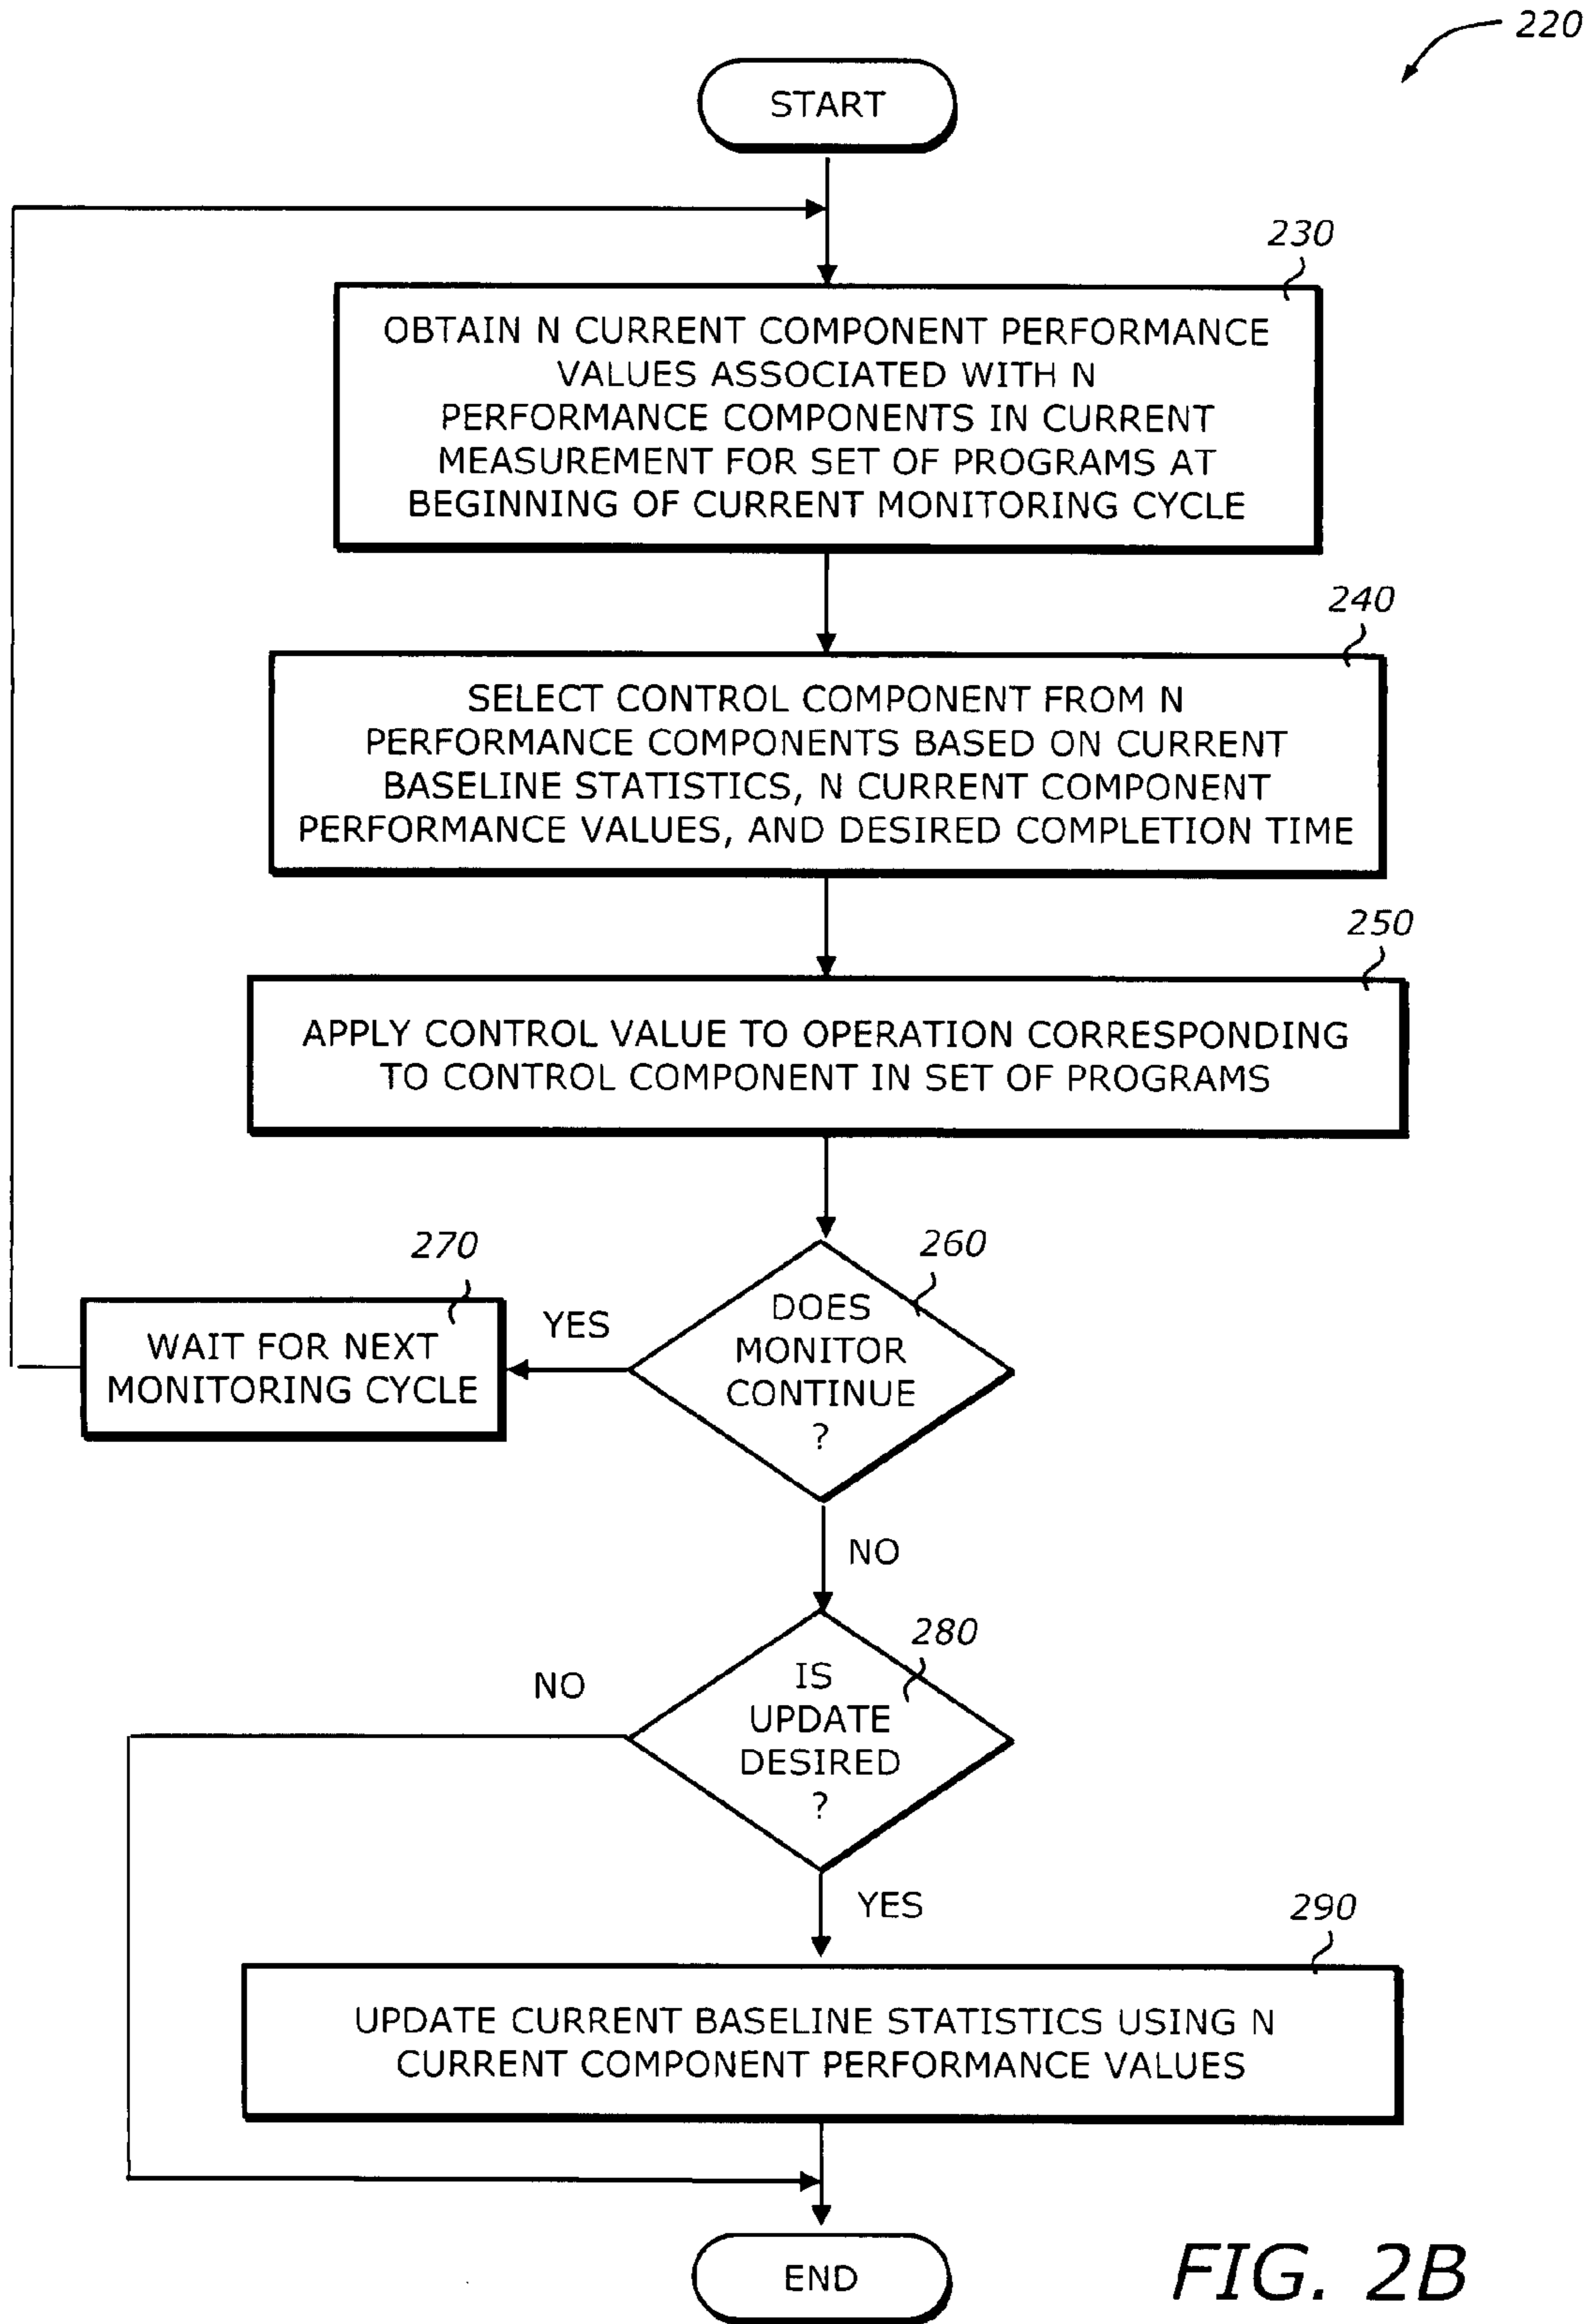 220
START
230
OBTAIN N CURRENT COMPONENT PERFORMANCE
VALUES ASSOCIATED WITH N
PERFORMANCE COMPONENTS IN CURRENT
MEASUREMENT FOR SET OF PROGRAMS AT
BEGINNING OF CURRENT MONITORING CYCLE
240
SELECT CONTROL COMPONENT FROM N
PERFORMANCE COMPONENTS BASED ON CURRENT
BASELINE STATISTICS, N CURRENT COMPONENT
PERFORMANCE VALUES, AND DESIRED COMPLETION TIME
250
APPLY CONTROL VALUE TO OPERATION CORRESPONDING
TO CONTROL COMPONENT IN SET OF PROGRAMS
260
DOES
MONITOR
CONTINUE
?
YES
270
WAIT FOR NEXT
MONITORING CYCLE
NO
280
IS
UPDATE
DESIRED
?
NO
YES
290
UPDATE CURRENT BASELINE STATISTICS USING N
CURRENT COMPONENT PERFORMANCE VALUES
END
FIG. 2B